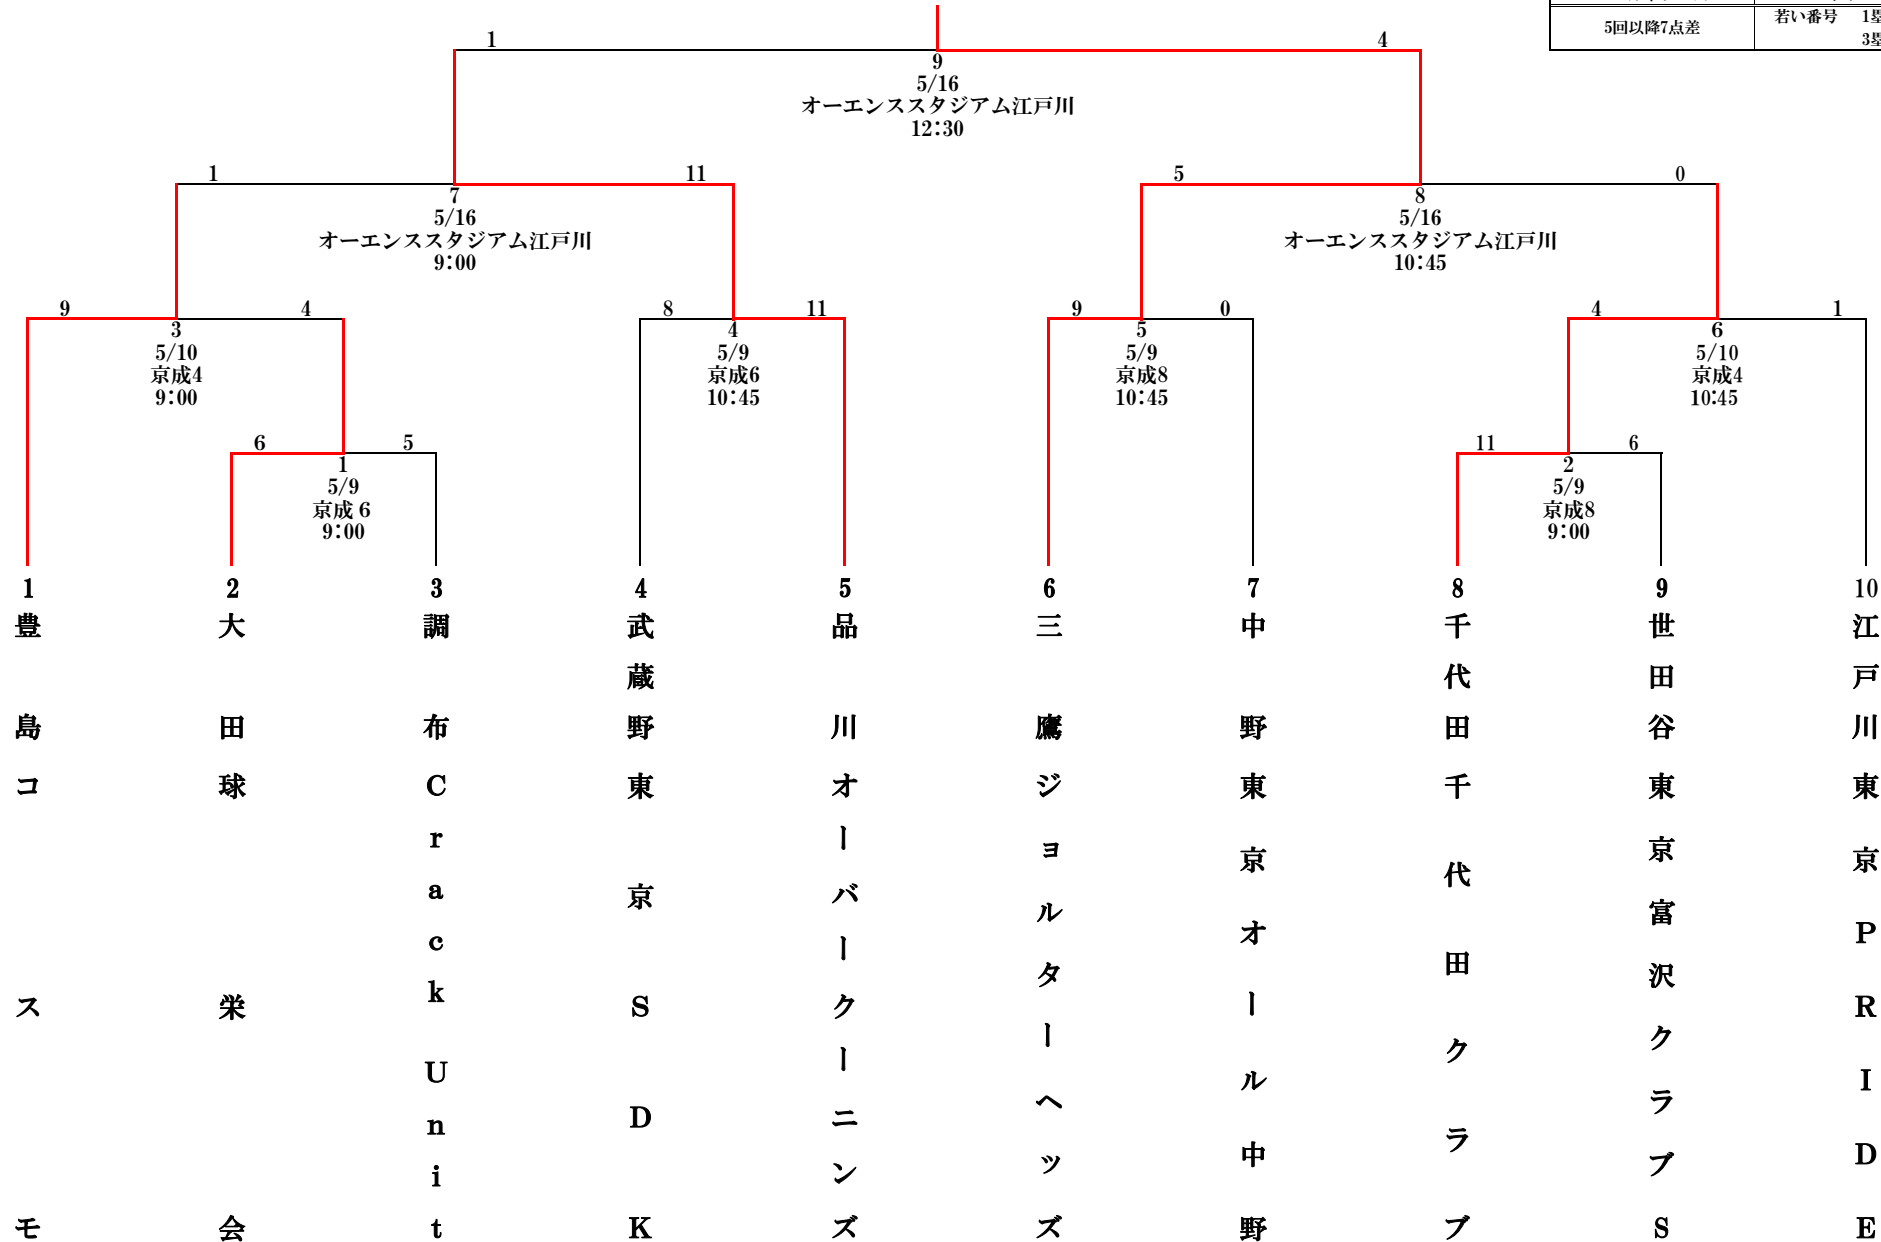 5回以降7点差
若い番号 1塁
3塁
1
4
9
5/16
オーエンススタジアム江戸川
12:30
1
11
7
5/16
オーエンススタジアム江戸川
9:00
5
0
8
5/16
オーエンススタジアム江戸川
10:45
9
4
3
5/10
京成4
9:00
8
11
4
5/9
京成6
10:45
9
0
5
5/9
京成8
10:45
4
1
6
5/10
京成4
10:45
6
5
1
5/9
京成６
9:00
11
6
2
5/9
京成8
9:00
1
豊島
コスモ
2
大田
球栄会
3
調布
Crack Unit
4
武蔵野
東京SDK
5
品川
オーバークーニンズ
6
三鷹
ジョルターヘッズ
7
中野
東京オール中野
8
千代田
千代田クラブ
9
世田谷
東京富沢クラブS
10
江戸川
東京PRIDE